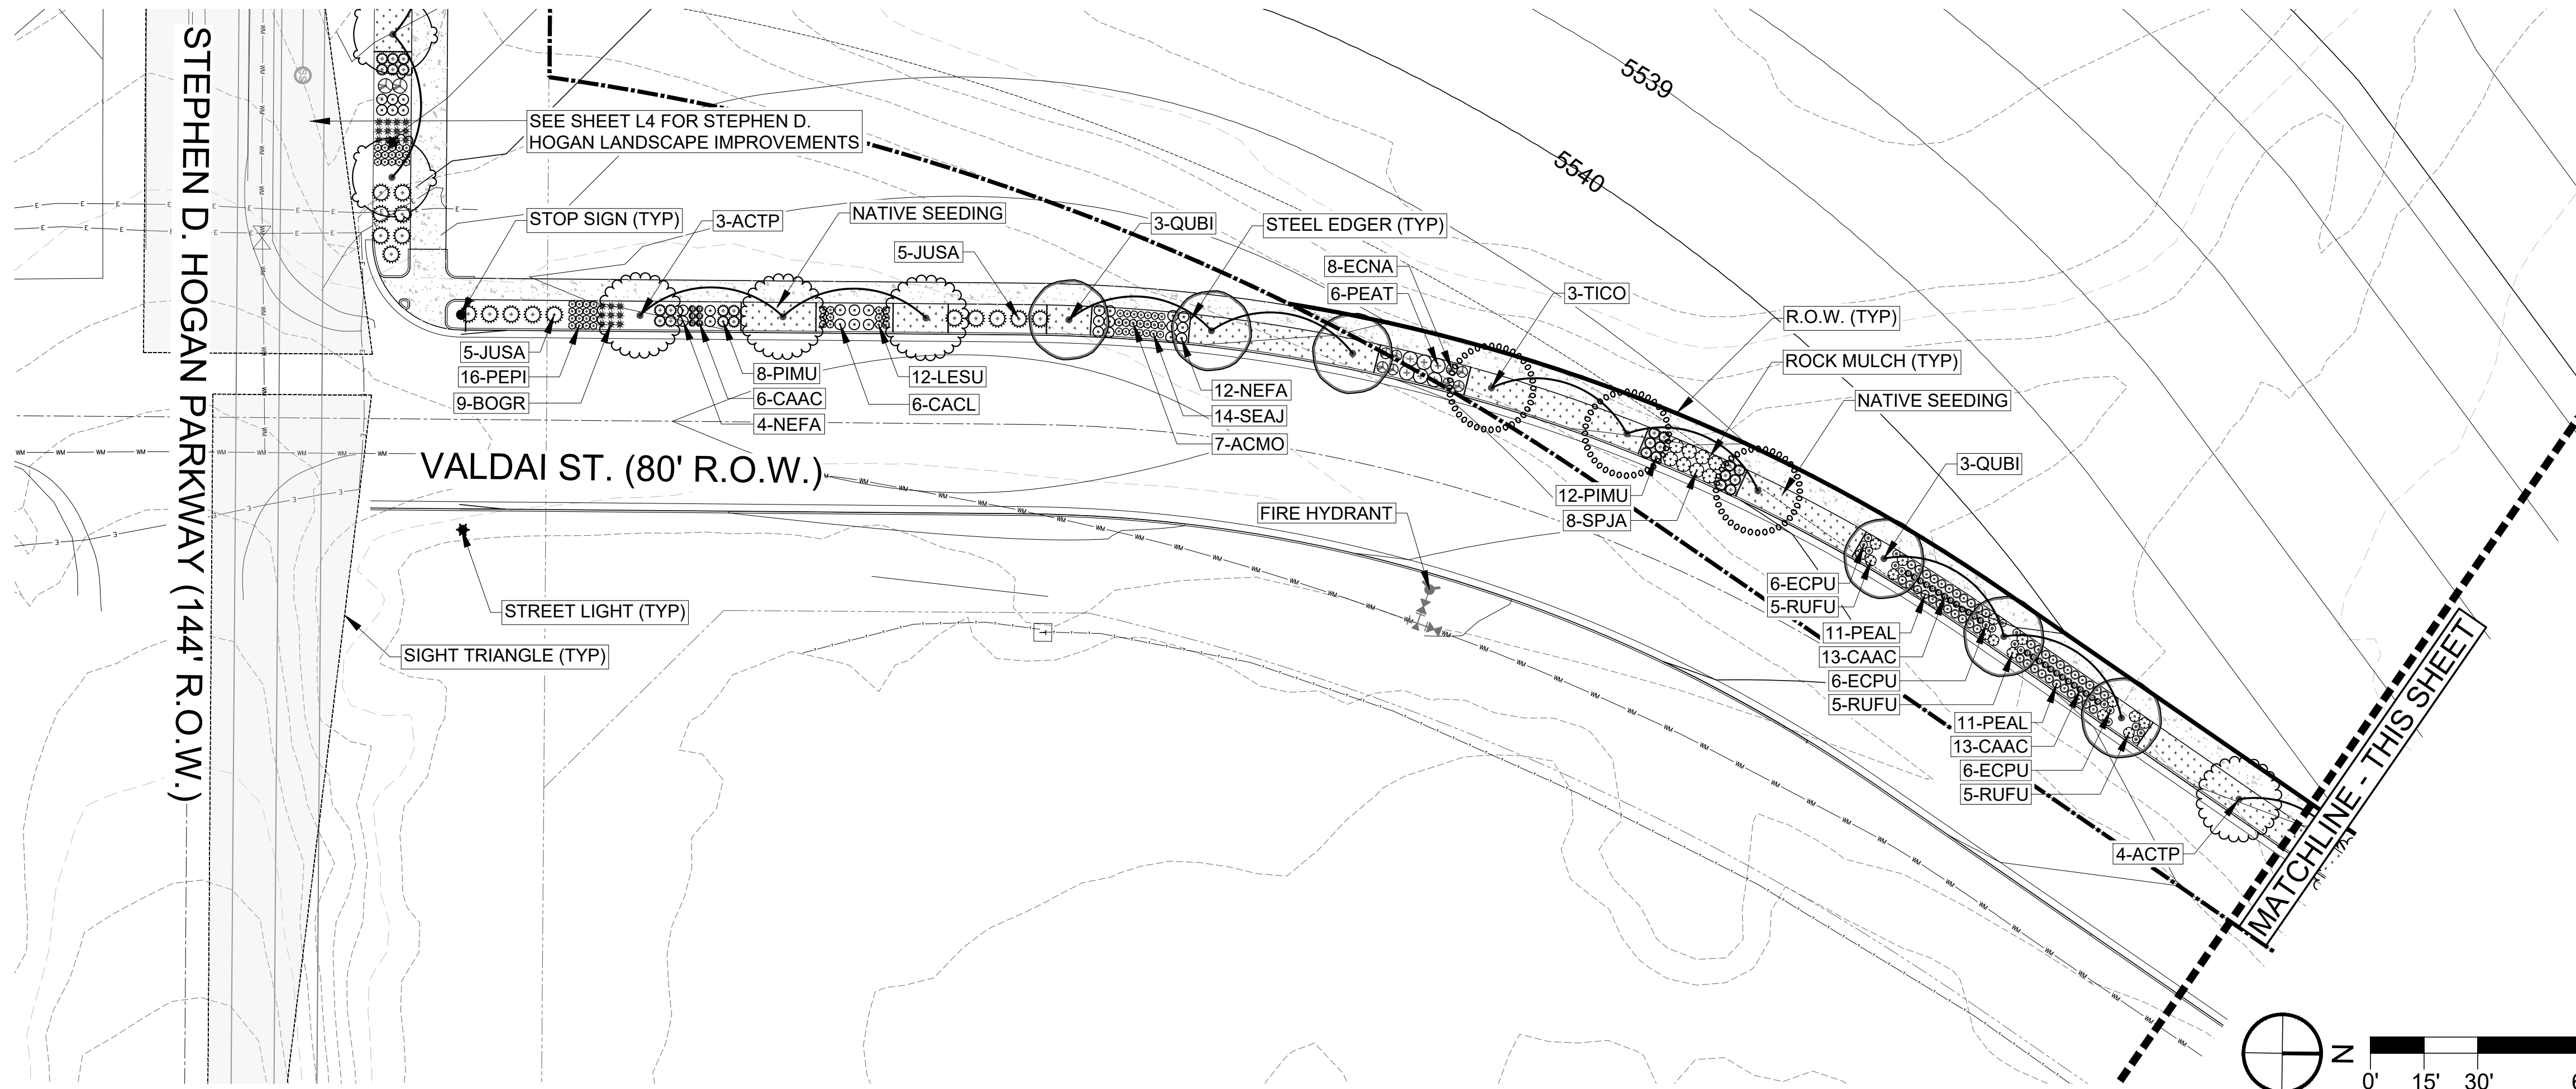 STEPHEN D. HOGAN PARKWAY (144' R.O.W.)
SEE SHEET L4 FOR STEPHEN D.
HOGAN LANDSCAPE IMPROVEMENTS
5539
5540
STOP SIGN (TYP)
3-ACTP
NATIVE SEEDING
5-JUSA
3-QUBI
STEEL EDGER (TYP)
8-ECNA
6-PEAT
3-TICO
R.O.W. (TYP)
ROCK MULCH (TYP)
NATIVE SEEDING
5-JUSA
16-PEPI
9-BOGR
8-PIMU
6-CAAC
4-NEFA
12-LESU
6-CACL
12-NEFA
14-SEAJ
7-ACMO
VALDAI ST. (80' R.O.W.)
3-QUBI
12-PIMU
8-SPJA
FIRE HYDRANT
6-ECPU
5-RUFU
11-PEAL
13-CAAC
6-ECPU
5-RUFU
11-PEAL
13-CAAC
6-ECPU
5-RUFU
STREET LIGHT (TYP)
SIGHT TRIANGLE (TYP)
4-ACTP
MATCHLINE - THIS SHEET
N
0' 15' 30'